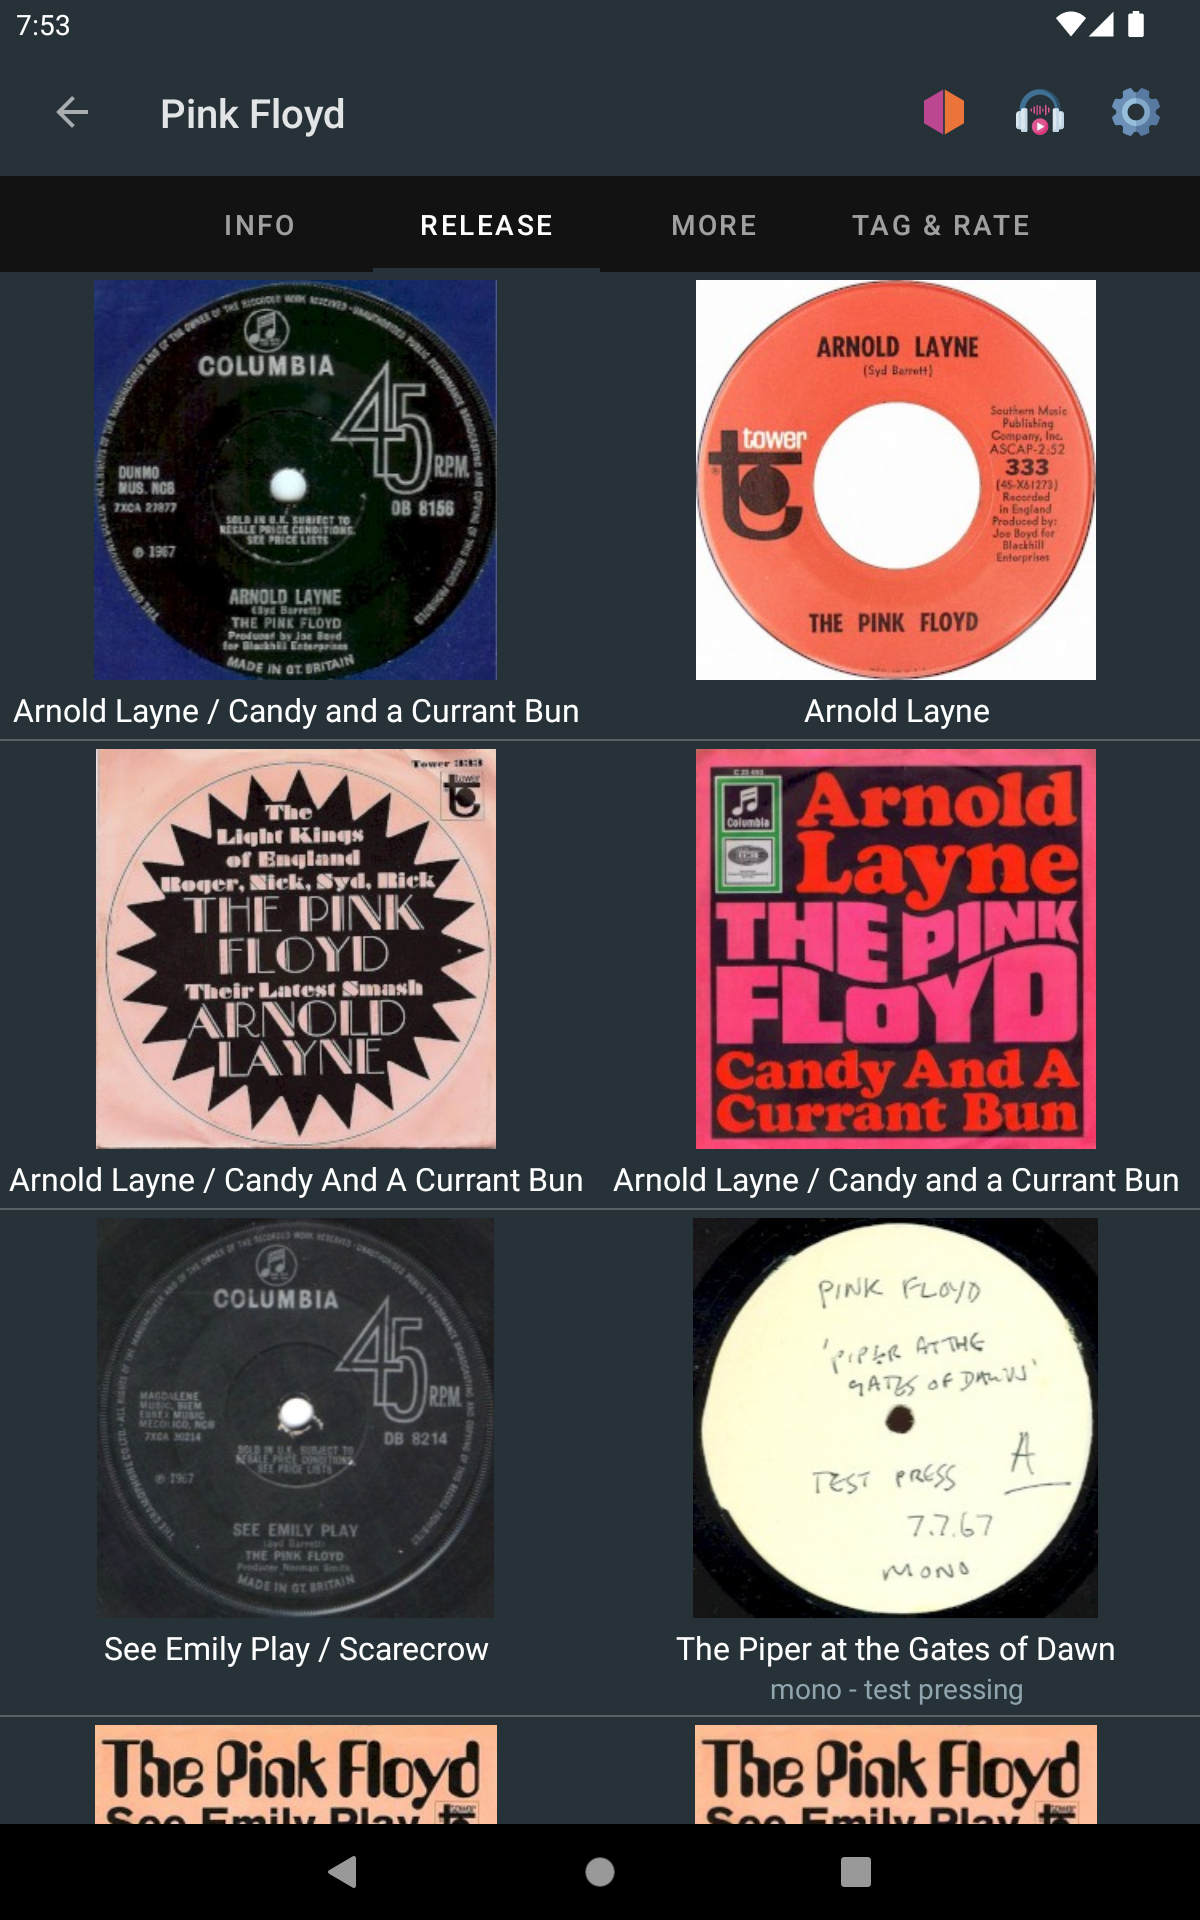 7:53
Pink Floyd
INFO
RELEASE
MORE
TAG & RATE
COLUMBIA
45
R.P.M.
DUNMO
MUS. NCB
7XCA 27877
DB 8156
SOLD IN U.K. SUBJECT TO
RESALE PRICE CONDITIONS.
SEE PRICE LISTS
℗ 1967
ARNOLD LAYNE
(Syd Barrett)
THE PINK FLOYD
Produced by Joe Boyd
for Blackhill Enterprises
MADE IN GT. BRITAIN
ARNOLD LAYNE
(Syd Barrett)
tower
Southern Music
Publishing
Company, Inc.
ASCAP-2:52
333
(45-X61273)
Recorded
in England
Produced by:
Joe Boyd for
Blackhill
Enterprises
THE PINK FLOYD
Arnold Layne / Candy and a Currant Bun
Arnold Layne
Tower 333
tower
The
Light Kings
of England
Roger, Nick, Syd, Rick
THE PINK
FLOYD
Their Latest Smash
ARNOLD
LAYNE
Columbia
Arnold
Layne
THE PINK
FLOYD
Candy And A
Currant Bun
Arnold Layne / Candy And A Currant Bun
Arnold Layne / Candy and a Currant Bun
COLUMBIA
45
R.P.M.
MAGDALENE
MUSIC, BIEM
ESSEX MUSIC
MECOLICO, NCB
7XCA 30214
DB 8214
SOLD IN U.K. SUBJECT TO
RESALE PRICE CONDITIONS.
SEE PRICE LISTS
℗ 1967
SEE EMILY PLAY
(Syd Barrett)
THE PINK FLOYD
Producer Norman Smith
MADE IN GT. BRITAIN
PINK FLOYD
'PIPER AT THE
GATES OF DAWN'
A
TEST PRESS
7.7.67
MONO
See Emily Play / Scarecrow
The Piper at the Gates of Dawn
mono - test pressing
The Pink Floyd
See Emily Play
tower
The Pink Floyd
See Emily Play
tower